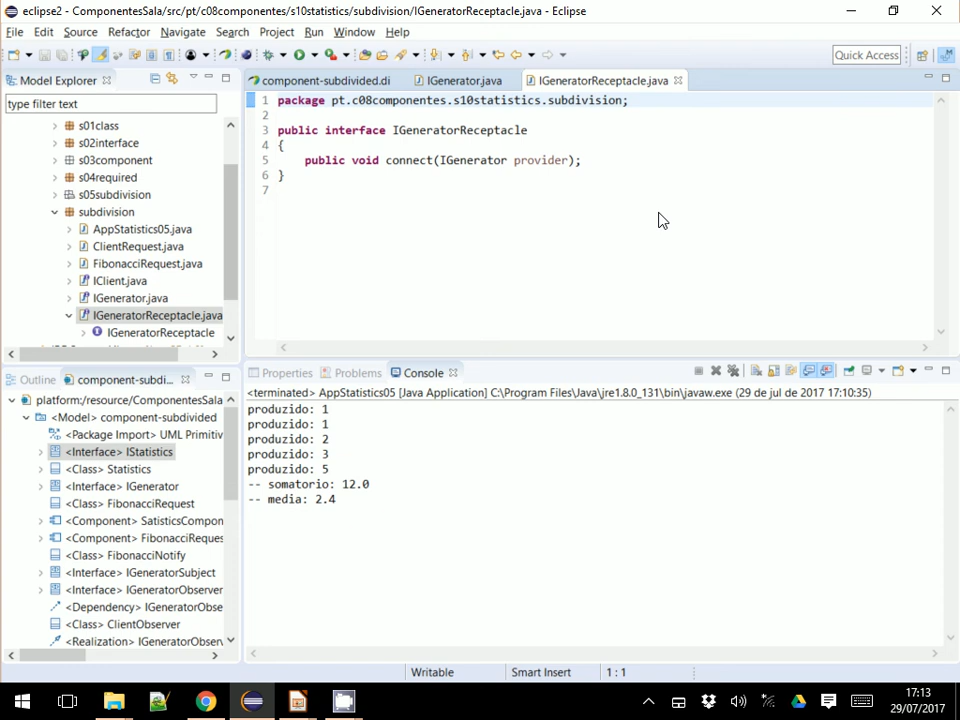 eclipse2 - ComponentesSala/src/pt/c08componentes/s10statistics/subdivision/IGeneratorReceptacle.java - Eclipse
File Edit Source Refactor Navigate Search Project Run Window Help
Quick Access
Model Explorer
type filter text
s01class
s02interface
s03component
s04required
s05subdivision
subdivision
AppStatistics05.java
ClientRequest.java
FibonacciRequest.java
IClient.java
IGenerator.java
IGeneratorReceptacle.java
IGeneratorReceptacle
component-subdivided.di IGenerator.java IGeneratorReceptacle.java
1 package pt.c08componentes.s10statistics.subdivision;
2
3 public interface IGeneratorReceptacle
4 {
5 public void connect(IGenerator provider);
6 }
7
Outline component-subdi...
platform:/resource/ComponentesSala
<Model> component-subdivided
<Package Import> UML Primitiv
<Interface> IStatistics
<Class> Statistics
<Interface> IGenerator
<Class> FibonacciRequest
<Component> SatisticsCompon
<Component> FibonacciReques
<Class> FibonacciNotify
<Interface> IGeneratorSubject
<Interface> IGeneratorObserver
<Dependency> IGeneratorObse
<Class> ClientObserver
<Realization> IGeneratorObserv
Properties Problems Console
<terminated> AppStatistics05 [Java Application] C:\Program Files\Java\jre1.8.0_131\bin\javaw.exe (29 de jul de 2017 17:10:35)
produzido: 1
produzido: 1
produzido: 2
produzido: 3
produzido: 5
-- somatorio: 12.0
-- media: 2.4
Writable Smart Insert 1 : 1
17:13
29/07/2017